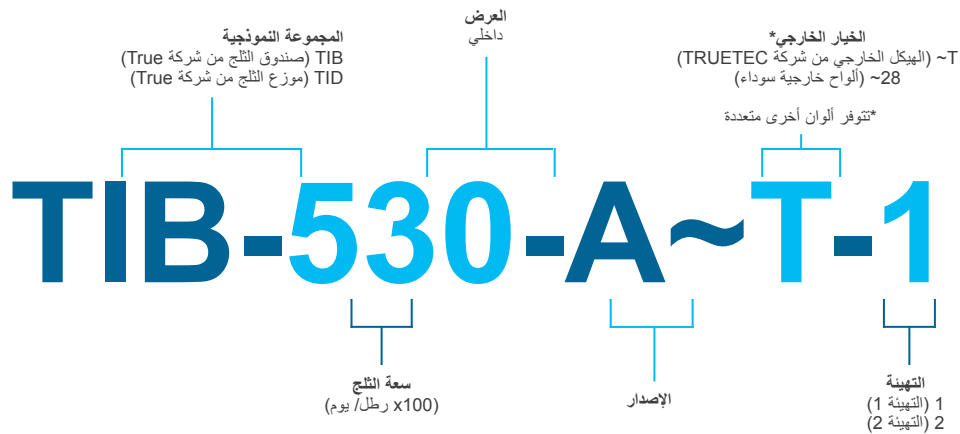 العرض
داخلي
المجموعة النموذجية
TIB (صندوق الثلج من شركة True)
TID (موزع الثلج من شركة True)
الخيار الخارجي*
~T (الهيكل الخارجي من شركة TRUETEC)
~28 (ألواح خارجية سوداء)
*تتوفر ألوان أخرى متعددة
TIB-530-A~T-1
سعة الثلج
(x100 رطل/ يوم)
الإصدار
التهيئة
1 (التهيئة 1)
2 (التهيئة 2)